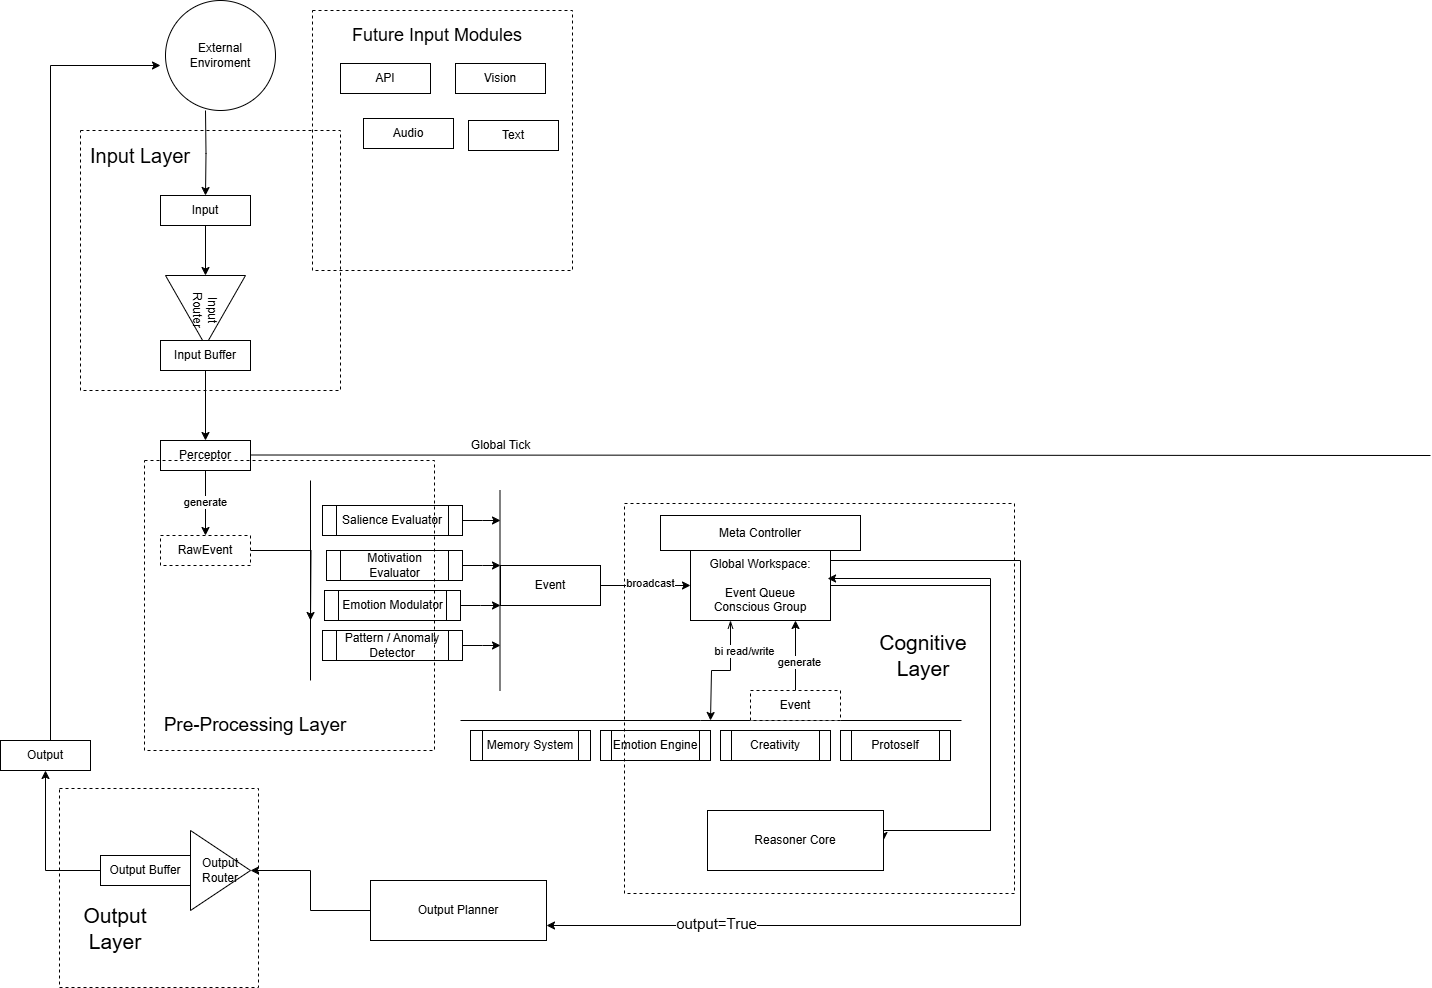 External
Enviroment
Future Input Modules
API
Vision
Audio
Text
Input Layer
Input
Input
Router
Input Buffer
Perceptor
Global Tick
generate
RawEvent
Salience Evaluator
Motivation
Evaluator
Emotion Modulator
Pattern / Anomaly
Detector
Pre-Processing Layer
Event
broadcast
Meta Controller
Global Workspace:
Event Queue
Conscious Group
Cognitive
Layer
bi read/write
generate
Event
Memory System
Emotion Engine
Creativity
Protoself
Reasoner Core
Output
Output Buffer
Output
Router
Output
Layer
Output Planner
output=True